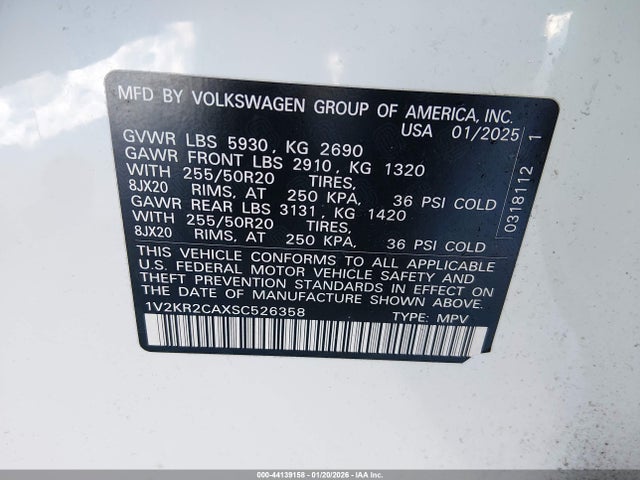 MFD BY VOLKSWAGEN GROUP OF AMERICA, INC.
USA 01/2025
GVWR LBS 5930, KG 2690
GAWR FRONT LBS 2910, KG 1320
WITH 255/50R20 TIRES,
8JX20 RIMS, AT 250 KPA, 36 PSI COLD
GAWR REAR LBS 3131, KG 1420
WITH 255/50R20 TIRES,
8JX20 RIMS, AT 250 KPA, 36 PSI COLD
0318112 1
THIS VEHICLE CONFORMS TO ALL APPLICABLE
U.S. FEDERAL MOTOR VEHICLE SAFETY AND
THEFT PREVENTION STANDARDS IN EFFECT ON
THE DATE OF MANUFACTURE SHOWN ABOVE.
1V2KR2CAXSC526358 TYPE: MPV
000-44139158 - 01/20/2026 - IAA Inc.